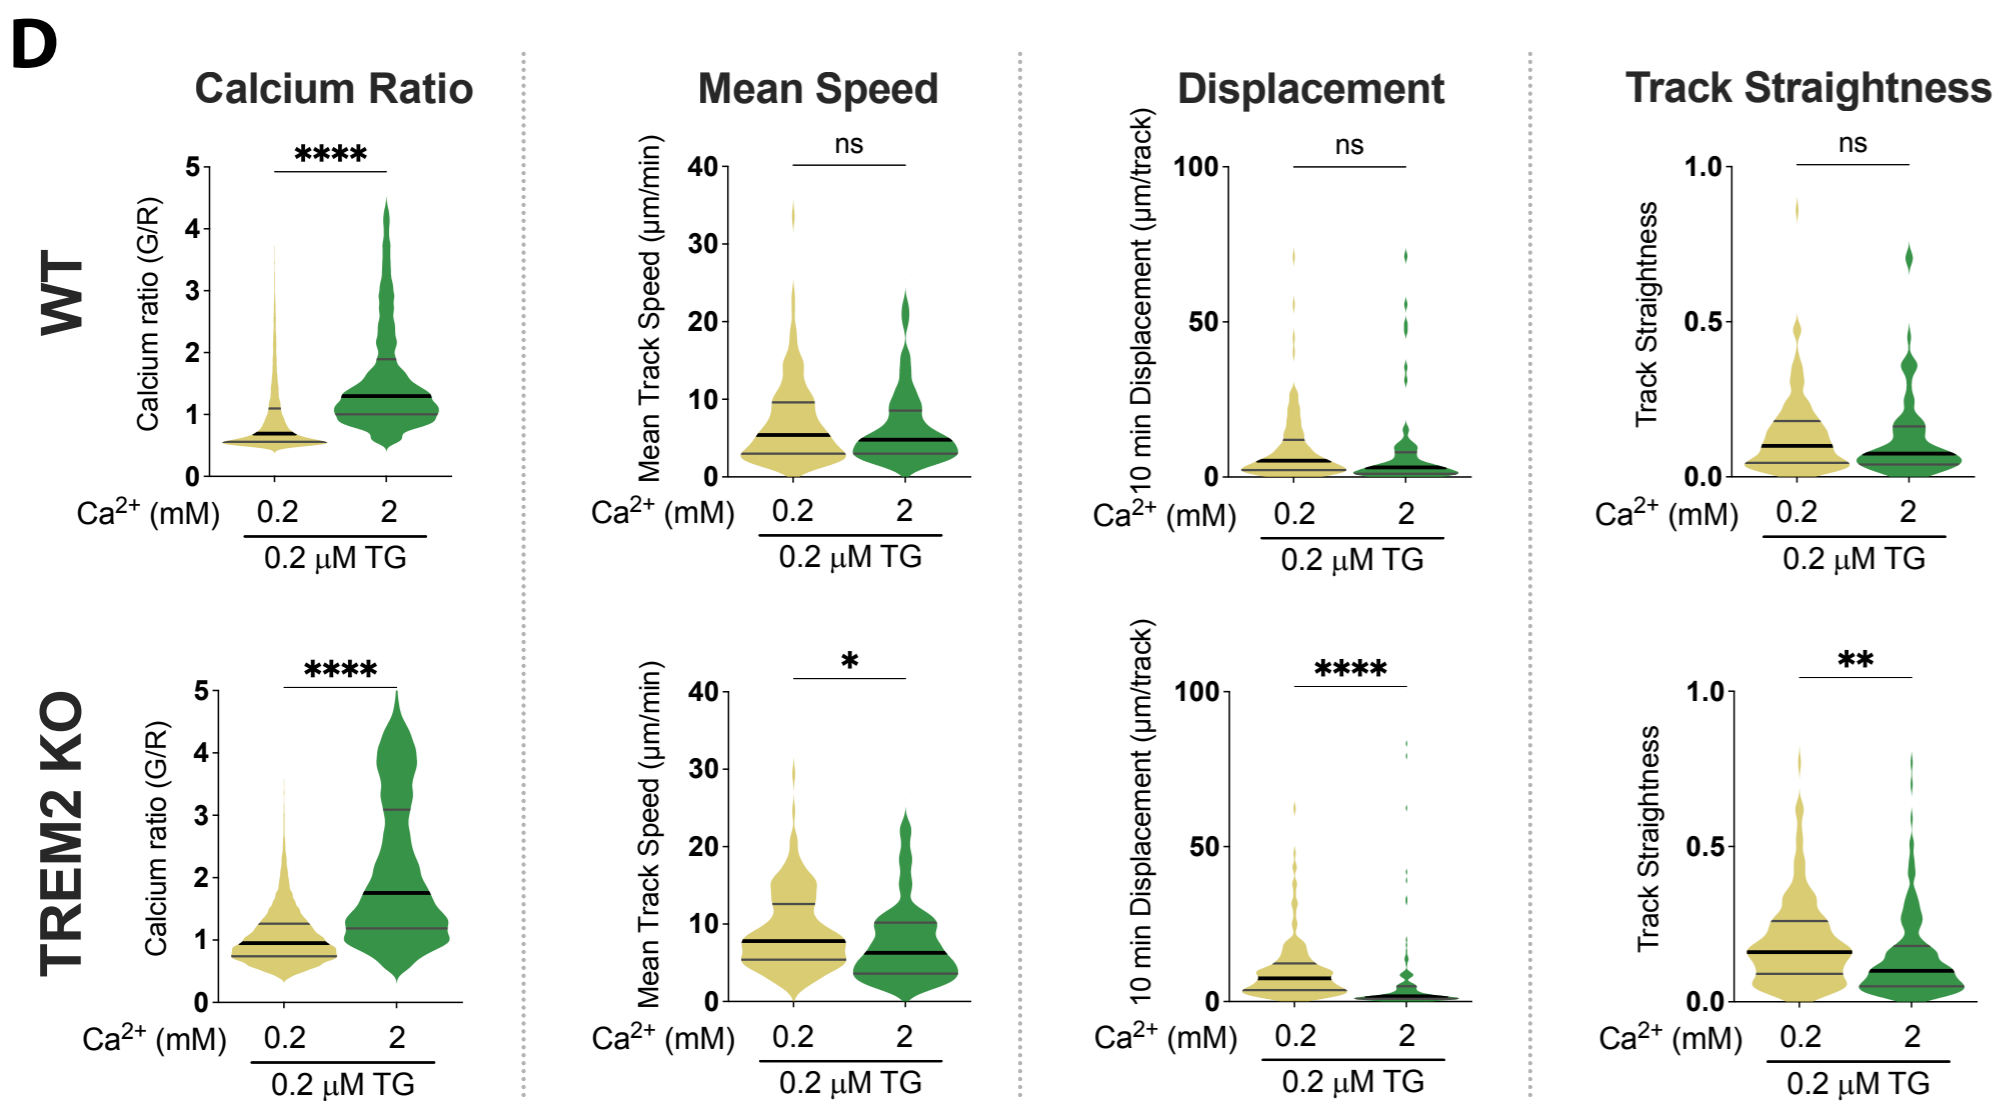 D
Calcium Ratio
Mean Speed
Displacement
Track Straightness
WT
Calcium ratio (G/R)
5
4
3
2
1
0
****
Ca²⁺ (mM) 0.2 2
0.2 μM TG
Mean Track Speed (μm/min)
40
30
20
10
0
ns
Ca²⁺ (mM) 0.2 2
0.2 μM TG
10 min Displacement (μm/track)
100
50
0
ns
Ca²⁺ (mM) 0.2 2
0.2 μM TG
Track Straightness
1.0
0.5
0.0
ns
Ca²⁺ (mM) 0.2 2
0.2 μM TG
TREM2 KO
Calcium ratio (G/R)
5
4
3
2
1
0
****
Ca²⁺ (mM) 0.2 2
0.2 μM TG
Mean Track Speed (μm/min)
40
30
20
10
0
*
Ca²⁺ (mM) 0.2 2
0.2 μM TG
10 min Displacement (μm/track)
100
50
0
****
Ca²⁺ (mM) 0.2 2
0.2 μM TG
Track Straightness
1.0
0.5
0.0
**
Ca²⁺ (mM) 0.2 2
0.2 μM TG